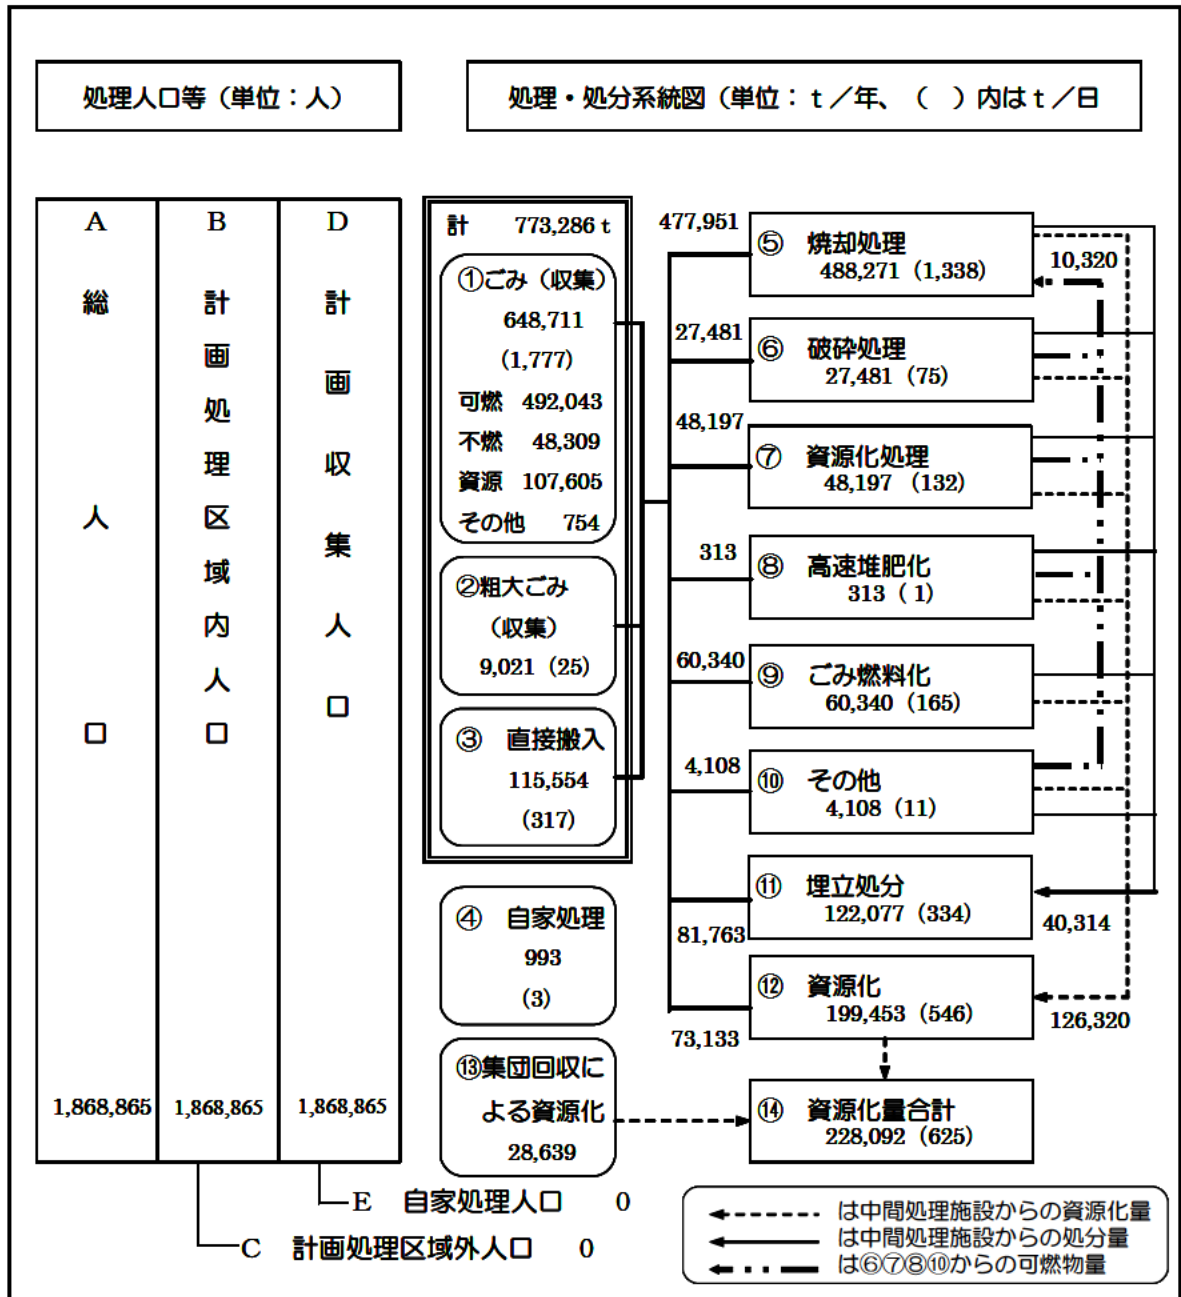 処理人口等（単位：人）
処理・処分系統図（単位：ｔ／年、（　）内はｔ／日
A
総人口
1,868,865
B
計画処理区域内人口
1,868,865
D
計画収集人口
1,868,865
E 自家処理人口 0
C 計画処理区域外人口 0
計 773,286 t
①ごみ（収集）
648,711
(1,777)
可燃 492,043
不燃 48,309
資源 107,605
その他 754
②粗大ごみ
（収集）
9,021（25）
③ 直接搬入
115,554
(317)
④ 自家処理
993
(3)
⑬集団回収に
よる資源化
28,639
477,951
⑤ 焼却処理
488,271 (1,338)
10,320
27,481
⑥ 破砕処理
27,481（75）
48,197
⑦ 資源化処理
48,197 (132)
313
⑧ 高速堆肥化
313 ( 1)
60,340
⑨ ごみ燃料化
60,340（165）
4,108
⑩ その他
4,108（11）
⑪ 埋立処分
122,077（334）
81,763
40,314
⑫ 資源化
199,453（546）
73,133
126,320
⑭ 資源化量合計
228,092（625）
は中間処理施設からの資源化量
は中間処理施設からの処分量
は⑥⑦⑧⑩からの可燃物量